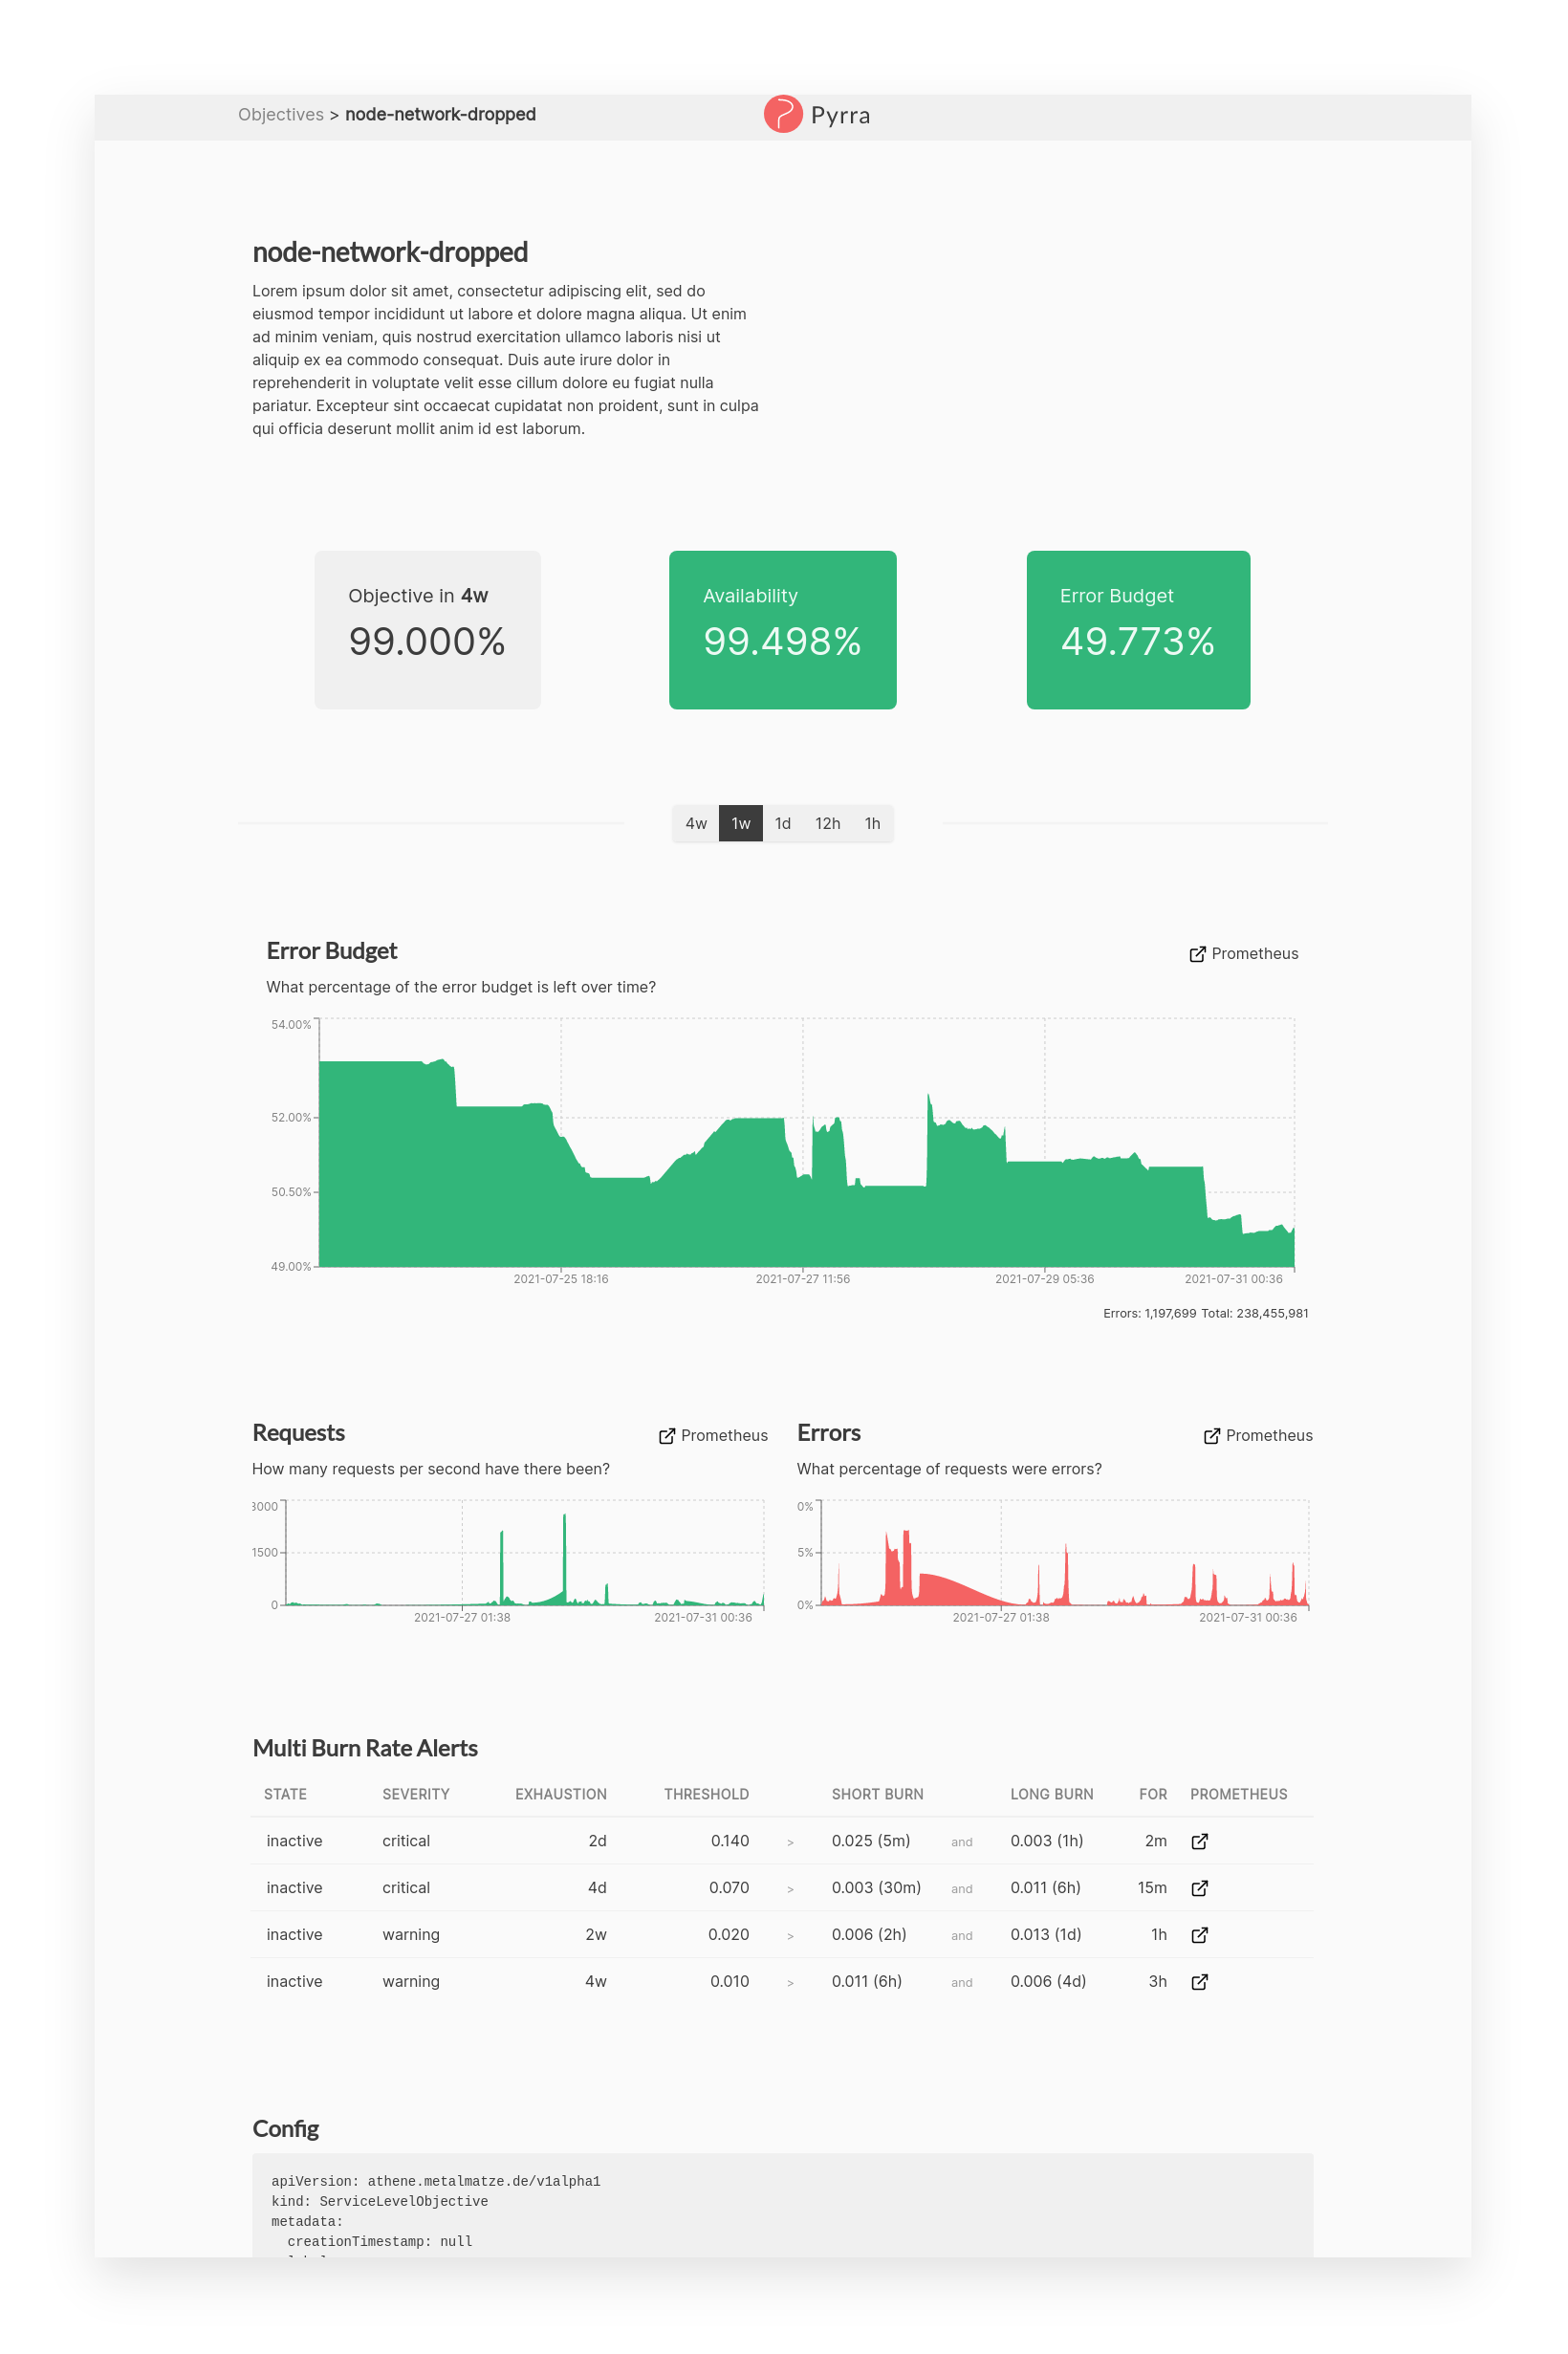 Objectives > node-network-dropped
Pyrra
node-network-dropped
Lorem ipsum dolor sit amet, consectetur adipiscing elit, sed do
eiusmod tempor incididunt ut labore et dolore magna aliqua. Ut enim
ad minim veniam, quis nostrud exercitation ullamco laboris nisi ut
aliquip ex ea commodo consequat. Duis aute irure dolor in
reprehenderit in voluptate velit esse cillum dolore eu fugiat nulla
pariatur. Excepteur sint occaecat cupidatat non proident, sunt in culpa
qui officia deserunt mollit anim id est laborum.
Objective in 4w
99.000%
Availability
99.498%
Error Budget
49.773%
4w 1w 1d 12h 1h
Error Budget
Prometheus
What percentage of the error budget is left over time?
54.00%
52.00%
50.50%
49.00%
2021-07-25 18:16 2021-07-27 11:56 2021-07-29 05:36 2021-07-31 00:36
Errors: 1,197,699 Total: 238,455,981
Requests
Prometheus
How many requests per second have there been?
3000
1500
0
2021-07-27 01:38 2021-07-31 00:36
Errors
Prometheus
What percentage of requests were errors?
0%
5%
0%
2021-07-27 01:38 2021-07-31 00:36
Multi Burn Rate Alerts
STATE SEVERITY EXHAUSTION THRESHOLD SHORT BURN LONG BURN FOR PROMETHEUS
inactive critical 2d 0.140 > 0.025 (5m) and 0.003 (1h) 2m
inactive critical 4d 0.070 > 0.003 (30m) and 0.011 (6h) 15m
inactive warning 2w 0.020 > 0.006 (2h) and 0.013 (1d) 1h
inactive warning 4w 0.010 > 0.011 (6h) and 0.006 (4d) 3h
Config
apiVersion: athene.metalmatze.de/v1alpha1
kind: ServiceLevelObjective
metadata:
creationTimestamp: null